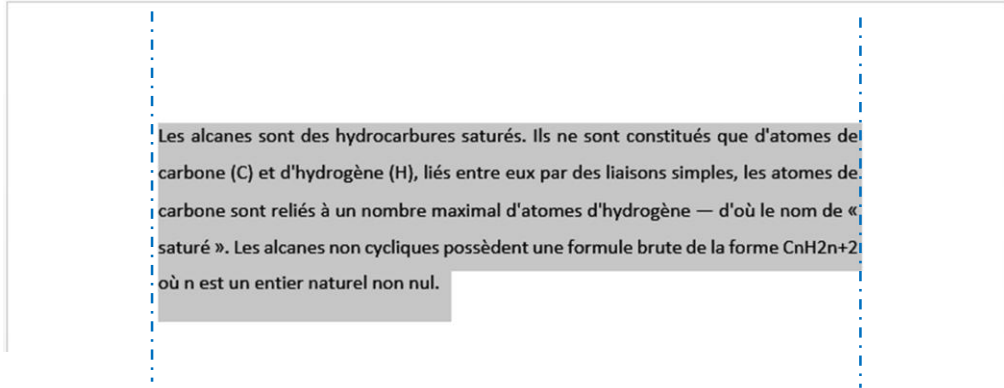 Les alcanes sont des hydrocarbures saturés. Ils ne sont constitués que d'atomes de
carbone (C) et d'hydrogène (H), liés entre eux par des liaisons simples, les atomes de
carbone sont reliés à un nombre maximal d'atomes d'hydrogène — d'où le nom de «
saturé ». Les alcanes non cycliques possèdent une formule brute de la forme CnH2n+2
où n est un entier naturel non nul.